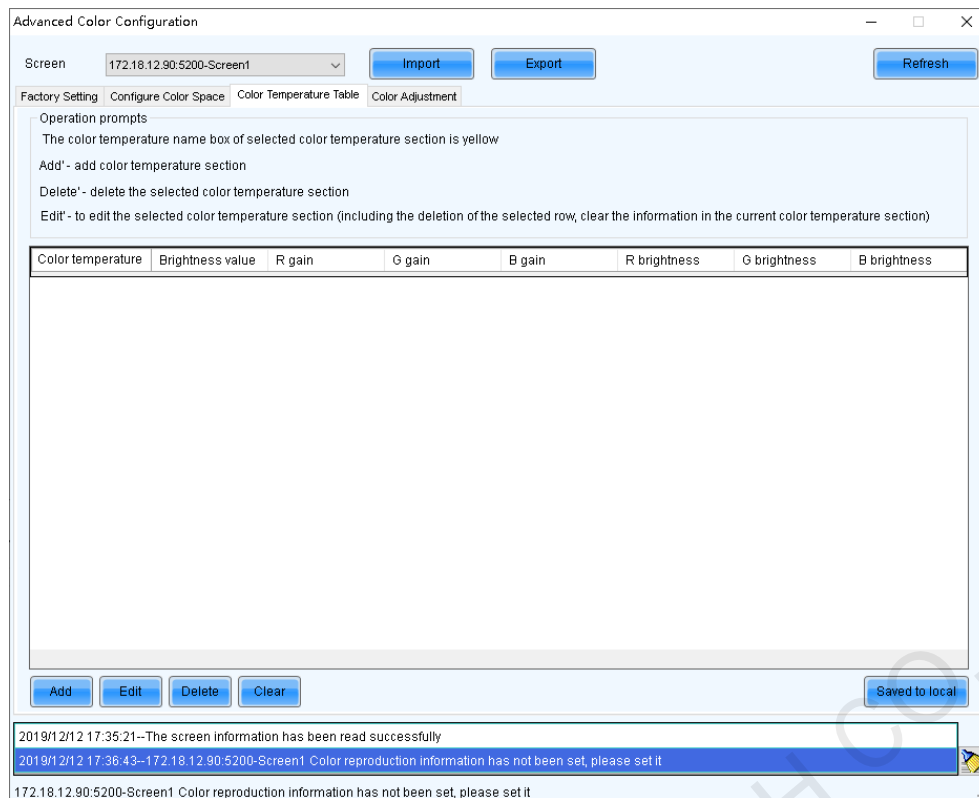 Advanced Color Configuration
Screen 172.18.12.90:5200-Screen1 Import Export Refresh
Factory Setting Configure Color Space Color Temperature Table Color Adjustment
Operation prompts
The color temperature name box of selected color temperature section is yellow
Add' - add color temperature section
Delete' - delete the selected color temperature section
Edit' - to edit the selected color temperature section (including the deletion of the selected row, clear the information in the current color temperature section)
Color temperature Brightness value R gain G gain B gain R brightness G brightness B brightness
Add Edit Delete Clear Saved to local
2019/12/12 17:35:21--The screen information has been read successfully
2019/12/12 17:36:43--172.18.12.90:5200-Screen1 Color reproduction information has not been set, please set it
172.18.12.90:5200-Screen1 Color reproduction information has not been set, please set it